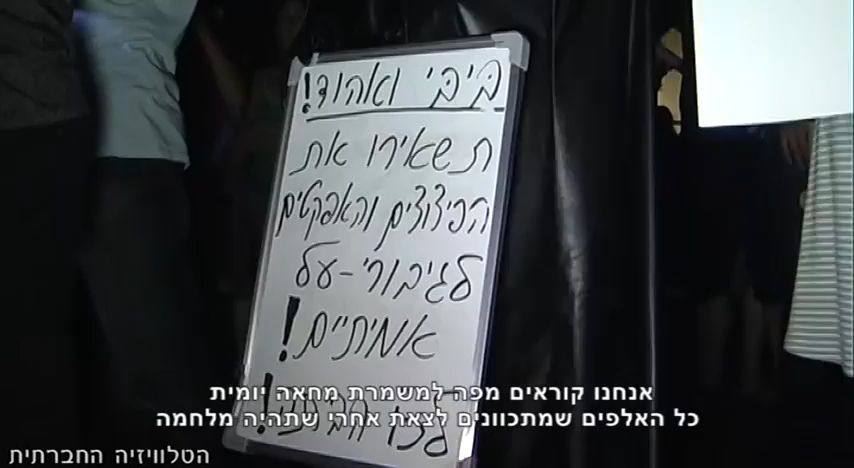 ביבי ואהוד!
תשאירו את
הפיצוצים והאפקטים
לגיבורי-על
אמיתיים!
אנחנו קוראים מפה למשמרת מחאה יומית
כל האלפים שמתכוונים לצאת אחרי שתהיה מלחמה
הטלוויזיה החברתית